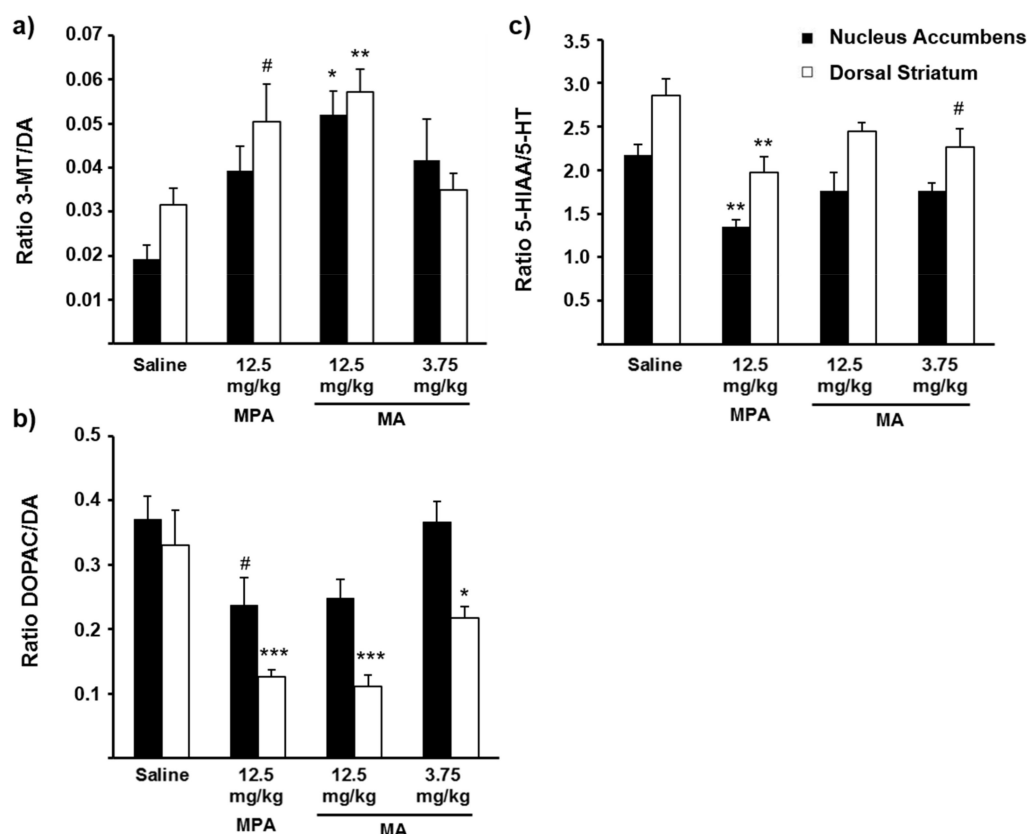 a)
Ratio 3-MT/DA
0.07
0.06
0.05
0.04
0.03
0.02
0.01
#
*
**
Saline
12.5
mg/kg
12.5
mg/kg
3.75
mg/kg
MPA
MA
c)
Nucleus Accumbens
Dorsal Striatum
Ratio 5-HIAA/5-HT
3.5
3.0
2.5
2.0
1.5
1.0
0.5
**
**
#
Saline
12.5
mg/kg
12.5
mg/kg
3.75
mg/kg
MPA
MA
b)
Ratio DOPAC/DA
0.5
0.4
0.3
0.2
0.1
#
***
***
*
Saline
12.5
mg/kg
12.5
mg/kg
3.75
mg/kg
MPA
MA